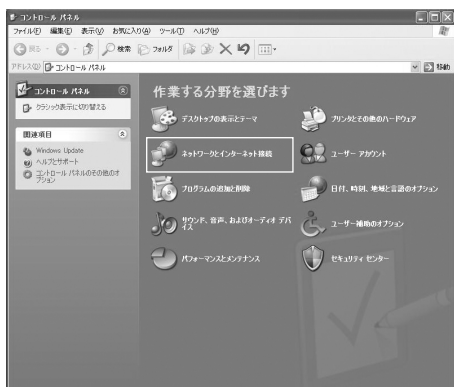 コントロール パネル
ファイル(F) 編集(E) 表示(V) お気に入り(A) ツール(T) ヘルプ(H)
戻る 検索 フォルダ
アドレス(D) コントロール パネル 移動
コントロール パネル
クラシック表示に切り替える
関連項目
Windows Update
ヘルプとサポート
コントロール パネルのその他のオプション
作業する分野を選びます
デスクトップの表示とテーマ
プリンタとその他のハードウェア
ネットワークとインターネット接続
ユーザー アカウント
プログラムの追加と削除
日付、時刻、地域と言語のオプション
サウンド、音声、およびオーディオ デバイス
ユーザー補助のオプション
パフォーマンスとメンテナンス
セキュリティ センター